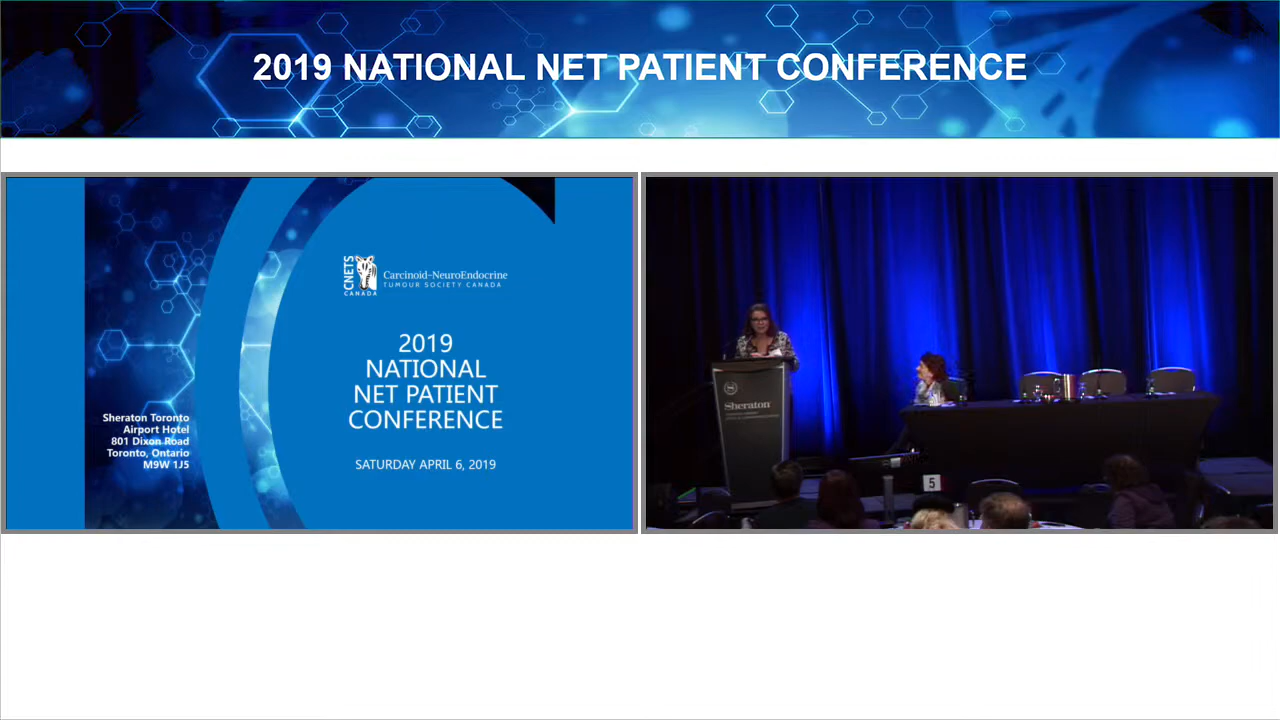 2019 NATIONAL NET PATIENT CONFERENCE
CNETS
CANADA
Carcinoid-NeuroEndocrine
TUMOUR SOCIETY CANADA
2019
NATIONAL
NET PATIENT
CONFERENCE
SATURDAY APRIL 6, 2019
Sheraton Toronto
Airport Hotel
801 Dixon Road
Toronto, Ontario
M9W 1J5
Sheraton
5